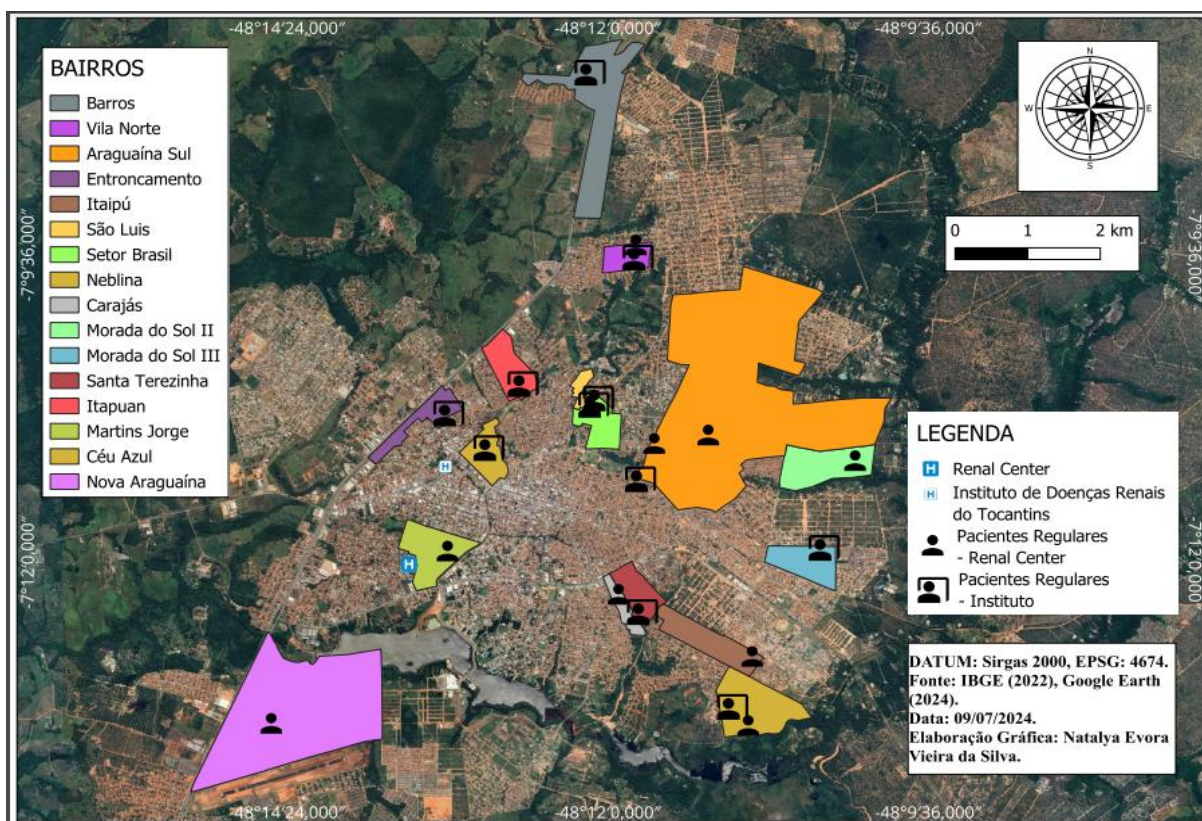 -48°14′24,000″
-48°12′0,000″
-48°9′36,000″
BAIRROS
Barros
Vila Norte
Araguaína Sul
Entroncamento
Itaipú
São Luis
Setor Brasil
Neblina
Carajás
Morada do Sol II
Morada do Sol III
Santa Terezinha
Itapuan
Martins Jorge
Céu Azul
Nova Araguaína
N
W
E
S
0 1 2 km
-7°9′36,000″
-7°9′36,000″
-7°12′0,000″
-7°12′0,000″
H
H
LEGENDA
H Renal Center
H Instituto de Doenças Renais
do Tocantins
Pacientes Regulares
- Renal Center
Pacientes Regulares
- Instituto
DATUM: Sirgas 2000, EPSG: 4674.
Fonte: IBGE (2022), Google Earth
(2024).
Data: 09/07/2024.
Elaboração Gráfica: Natalya Evora
Vieira da Silva.
-48°14′24,000″
-48°12′0,000″
-48°9′36,000″